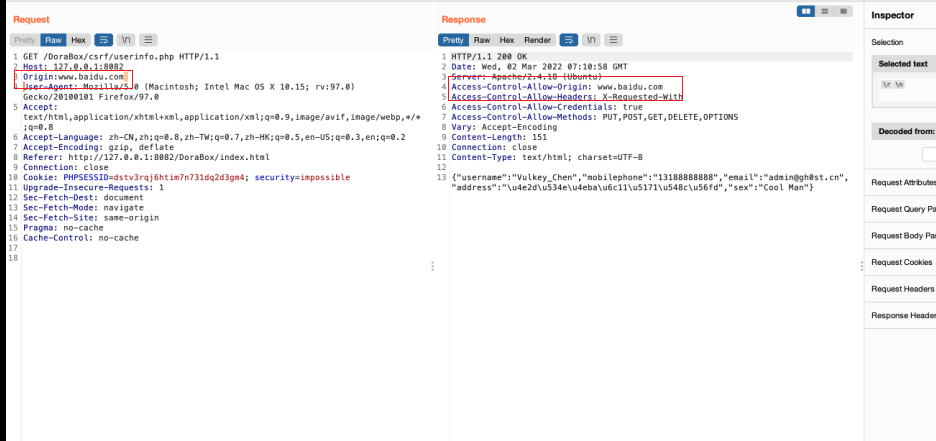 Request
Pretty Raw Hex \n
1 GET /DoraBox/csrf/userinfo.php HTTP/1.1
2 Host: 127.0.0.1:8082
3 Origin:www.baidu.com
4 User-Agent: Mozilla/5.0 (Macintosh; Intel Mac OS X 10.15; rv:97.0)
Gecko/20100101 Firefox/97.0
5 Accept:
text/html,application/xhtml+xml,application/xml;q=0.9,image/avif,image/webp,*/*
;q=0.8
6 Accept-Language: zh-CN,zh;q=0.8,zh-TW;q=0.7,zh-HK;q=0.5,en-US;q=0.3,en;q=0.2
7 Accept-Encoding: gzip, deflate
8 Referer: http://127.0.0.1:8082/DoraBox/index.html
9 Connection: close
10 Cookie: PHPSESSID=dstv3rqj6htim7n731dq2d3gm4; security=impossible
11 Upgrade-Insecure-Requests: 1
12 Sec-Fetch-Dest: document
13 Sec-Fetch-Mode: navigate
14 Sec-Fetch-Site: same-origin
15 Pragma: no-cache
16 Cache-Control: no-cache
17
18
Response
Pretty Raw Hex Render \n
1 HTTP/1.1 200 OK
2 Date: Wed, 02 Mar 2022 07:10:58 GMT
3 Server: Apache/2.4.18 (Ubuntu)
4 Access-Control-Allow-Origin: www.baidu.com
5 Access-Control-Allow-Headers: X-Requested-With
6 Access-Control-Allow-Credentials: true
7 Access-Control-Allow-Methods: PUT,POST,GET,DELETE,OPTIONS
8 Vary: Accept-Encoding
9 Content-Length: 151
10 Connection: close
11 Content-Type: text/html; charset=UTF-8
12
13 {"username":"Vulkey_Chen","mobilephone":"13188888888","email":"admin@gh0st.cn",
"address":"\u4e2d\u534e\u4eba\u6c11\u5171\u548c\u56fd","sex":"Cool Man"}
Inspector
Selection
Selected text
\r \n
Decoded from:
Request Attributes
Request Query Pa
Request Body Par
Request Cookies
Request Headers
Response Header